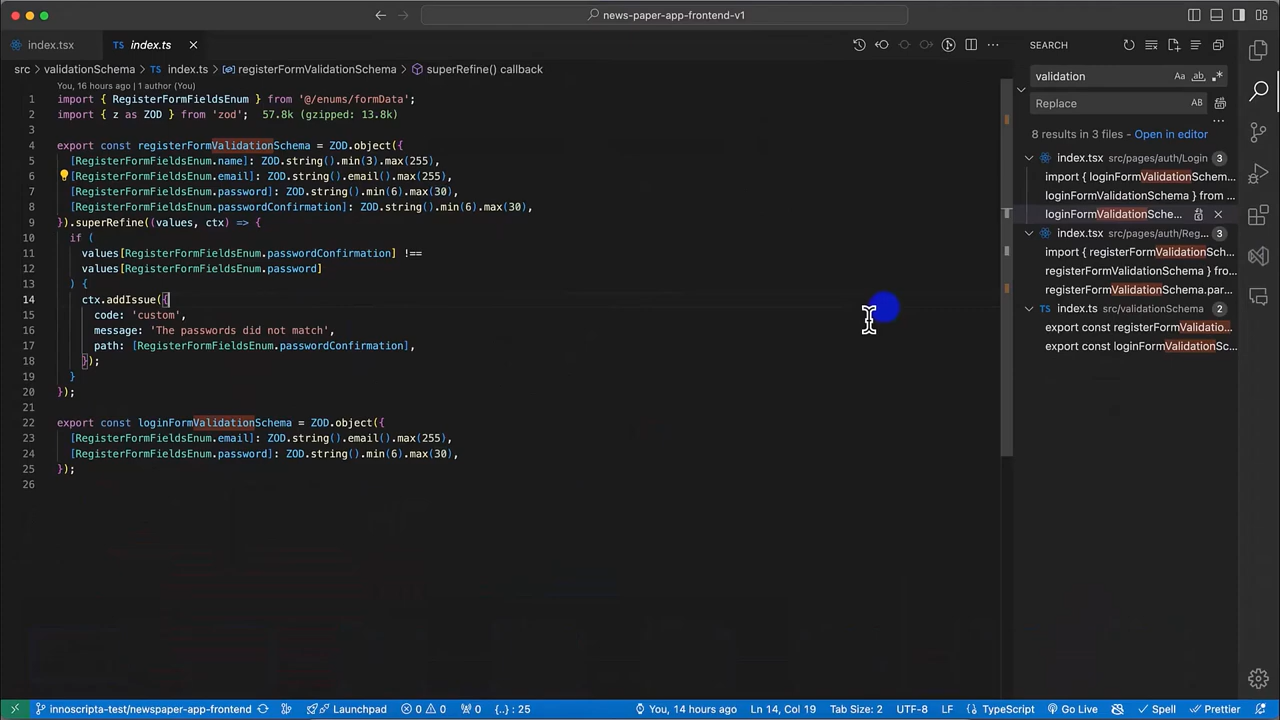 news-paper-app-frontend-v1
index.tsx
TS index.ts
SEARCH
src > validationSchema > TS index.ts > registerFormValidationSchema > superRefine() callback
You, 16 hours ago | 1 author (You)
1 import { RegisterFormFieldsEnum } from '@/enums/formData';
2 import { z as ZOD } from 'zod'; 57.8k (gzipped: 13.8k)
3
4 export const registerFormValidationSchema = ZOD.object({
5 [RegisterFormFieldsEnum.name]: ZOD.string().min(3).max(255),
6 [RegisterFormFieldsEnum.email]: ZOD.string().email().max(255),
7 [RegisterFormFieldsEnum.password]: ZOD.string().min(6).max(30),
8 [RegisterFormFieldsEnum.passwordConfirmation]: ZOD.string().min(6).max(30),
9 }).superRefine((values, ctx) => {
10 if (
11 values[RegisterFormFieldsEnum.passwordConfirmation] !==
12 values[RegisterFormFieldsEnum.password]
13 ) {
14 ctx.addIssue({
15 code: 'custom',
16 message: 'The passwords did not match',
17 path: [RegisterFormFieldsEnum.passwordConfirmation],
18 });
19 }
20 });
21
22 export const loginFormValidationSchema = ZOD.object({
23 [RegisterFormFieldsEnum.email]: ZOD.string().email().max(255),
24 [RegisterFormFieldsEnum.password]: ZOD.string().min(6).max(30),
25 });
26
validation Aa ab .*
Replace AB
...
8 results in 3 files - Open in editor
index.tsx src/pages/auth/Login 3
import { loginFormValidationSchem...
loginFormValidationSchema } from ...
loginFormValidationSche...
index.tsx src/pages/auth/Reg... 3
import { registerFormValidationSch...
registerFormValidationSchema } fro...
registerFormValidationSchema.par...
TS index.ts src/validationSchema 2
export const registerFormValidatio...
export const loginFormValidationSc...
innoscripta-test/newspaper-app-frontend Launchpad 0 0 0 {..} : 25 You, 14 hours ago Ln 14, Col 19 Tab Size: 2 UTF-8 LF {} TypeScript Go Live Spell Prettier